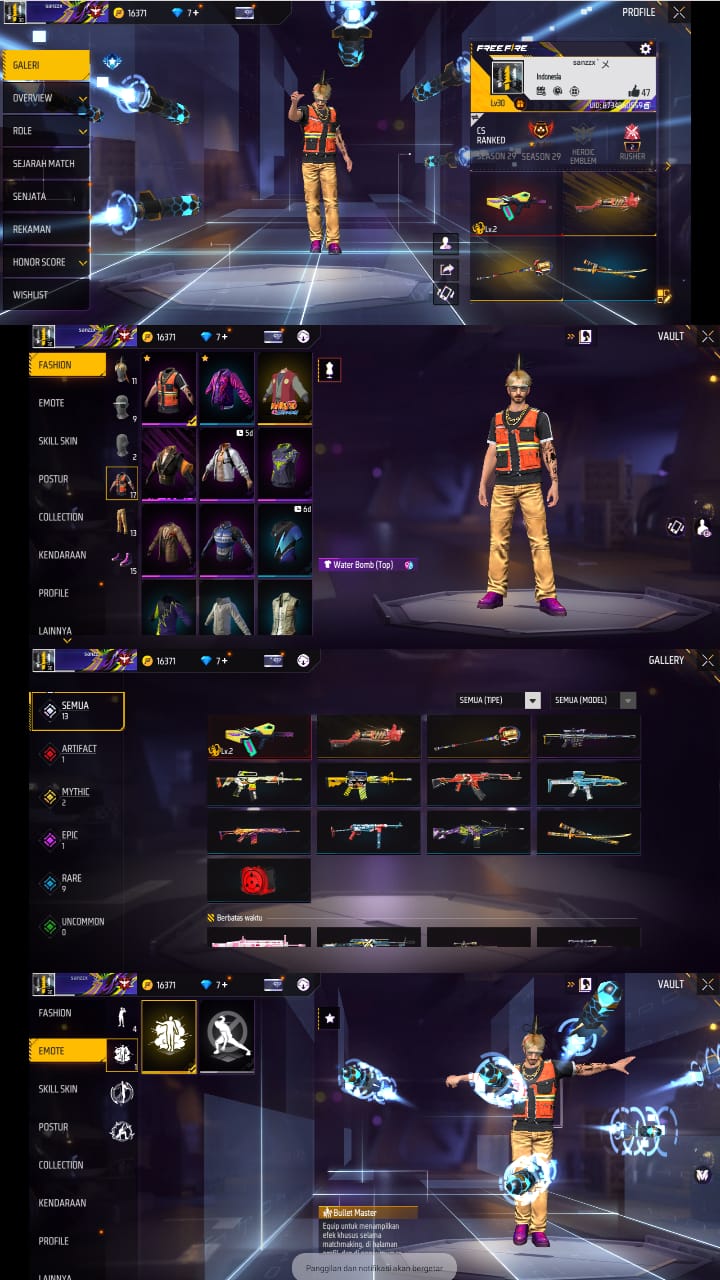 sanzzx
16371
7+
PROFILE
GALERI
OVERVIEW
ROLE
SEJARAH MATCH
SENJATA
REKAMAN
HONOR SCORE
WISHLIST
FREE FIRE
sanzzx 乂
Indonesia
47
Lv30
CS RANKED
SEASON 29
SEASON 29
HEROIC EMBLEM
2
RUSHER
Lv.2
sanzzx
16371
7+
VAULT
FASHION
EMOTE
SKILL SKIN
POSTUR
COLLECTION
KENDARAAN
PROFILE
LAINNYA
11
9
2
17
13
15
5d
6d
Water Bomb (Top)
sanzzx
16371
7+
GALLERY
SEMUA
13
ARTIFACT
1
MYTHIC
2
EPIC
1
RARE
9
UNCOMMON
0
SEMUA (TIPE)
SEMUA (MODEL)
Lv.2
Berbatas waktu
sanzzx
16371
7+
VAULT
FASHION
EMOTE
SKILL SKIN
POSTUR
COLLECTION
KENDARAAN
PROFILE
LAINNYA
4
Bullet Master
Equip untuk menampilkan
efek khusus selama
matchmaking, di halaman
Panggilan dan notifikasi akan bergetar